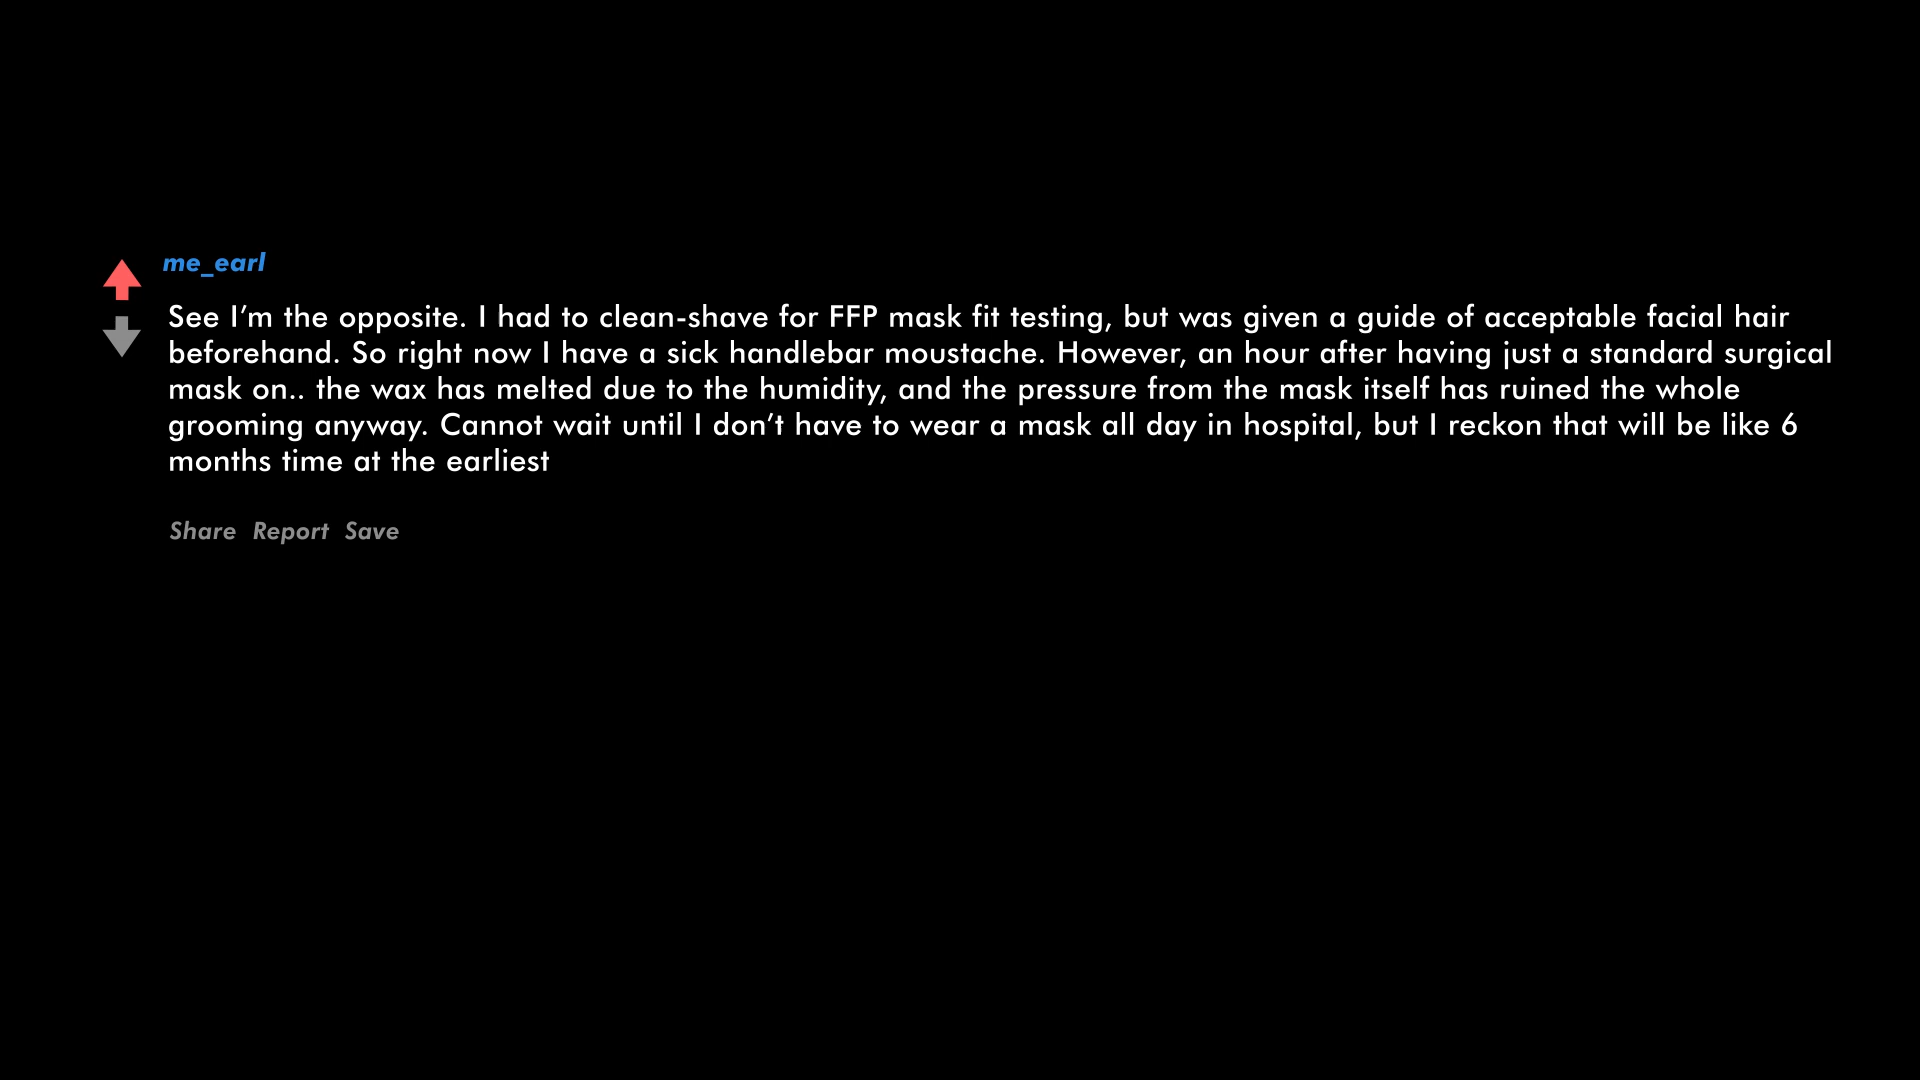 me_earl
See I’m the opposite. I had to clean-shave for FFP mask fit testing, but was given a guide of acceptable facial hair
beforehand. So right now I have a sick handlebar moustache. However, an hour after having just a standard surgical
mask on.. the wax has melted due to the humidity, and the pressure from the mask itself has ruined the whole
grooming anyway. Cannot wait until I don’t have to wear a mask all day in hospital, but I reckon that will be like 6
months time at the earliest
Share Report Save